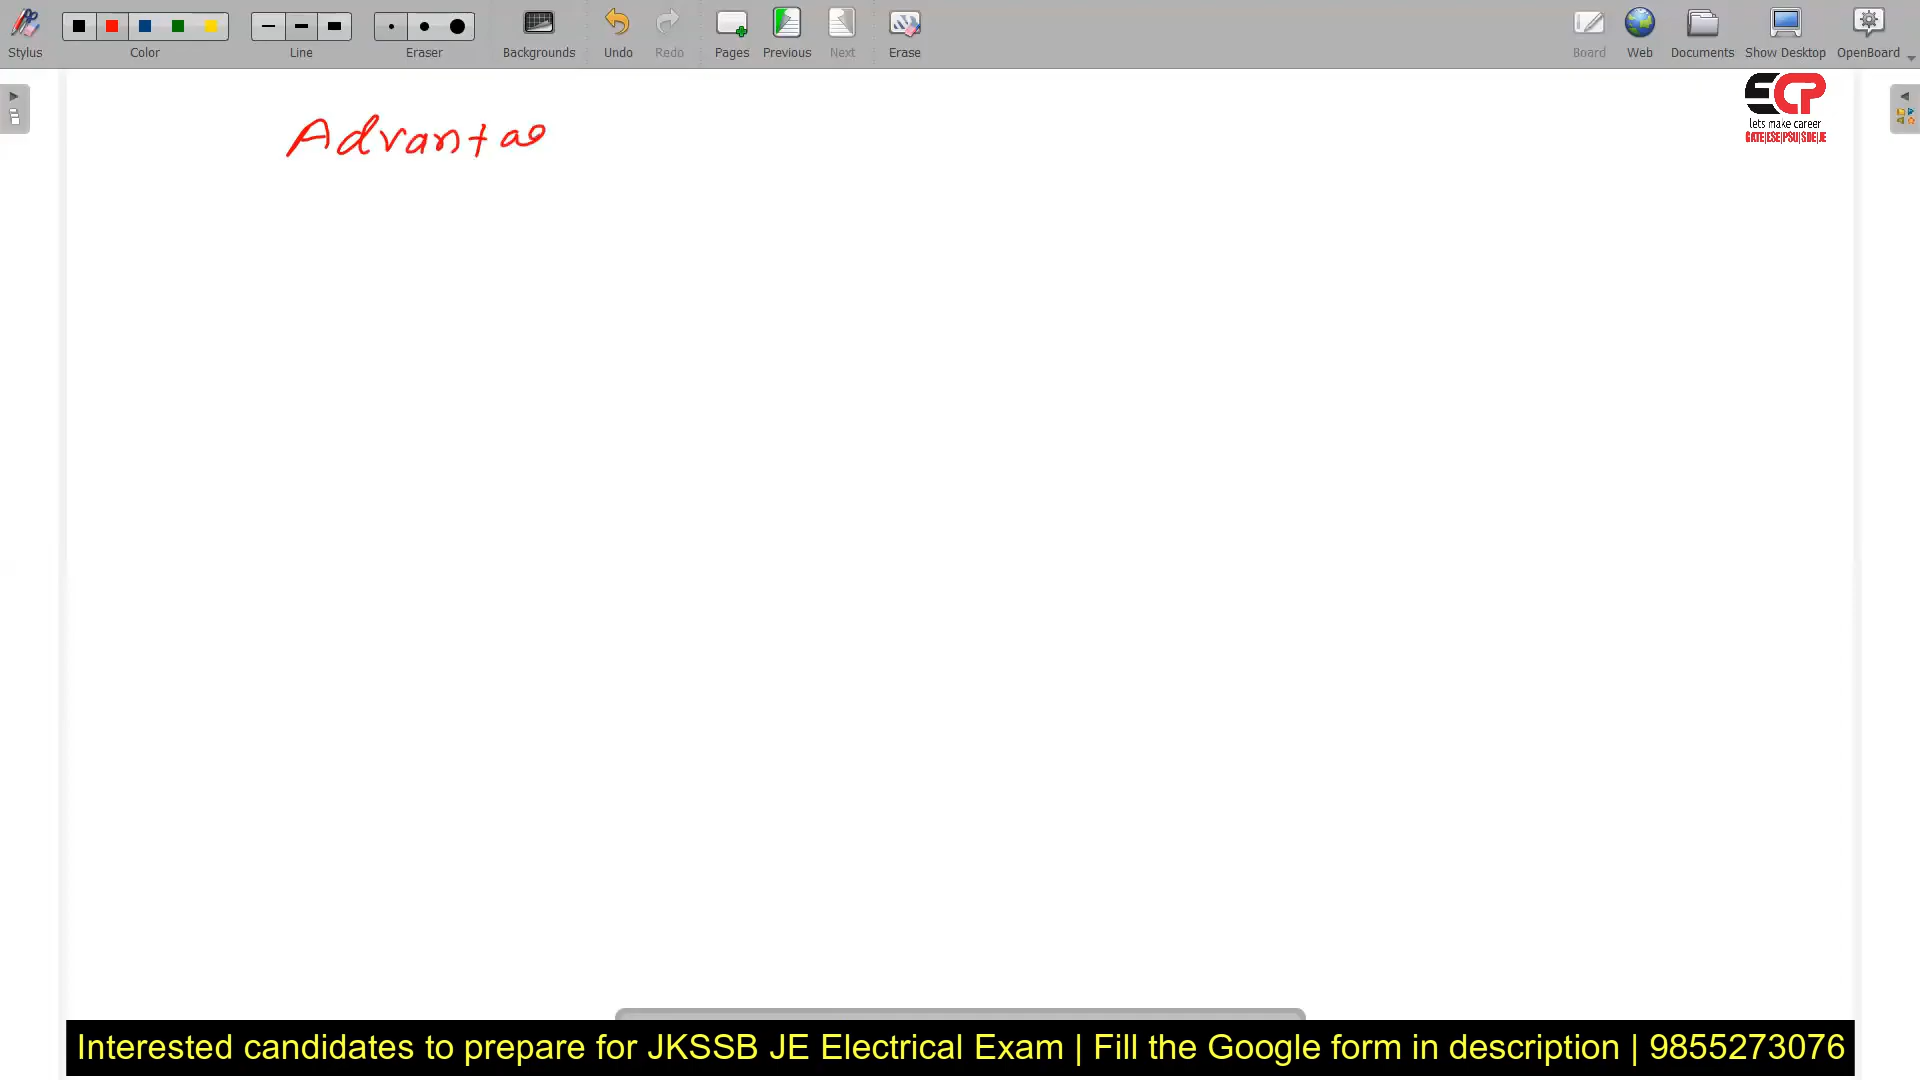 Stylus Color Line Eraser Backgrounds Undo Redo Pages Previous Next Erase Board Web Documents Show Desktop OpenBoard
ECP
lets make career
GATE|ESE|PSU|SDE|JE
Advanta
Interested candidates to prepare for JKSSB JE Electrical Exam | Fill the Google form in description | 9855273076